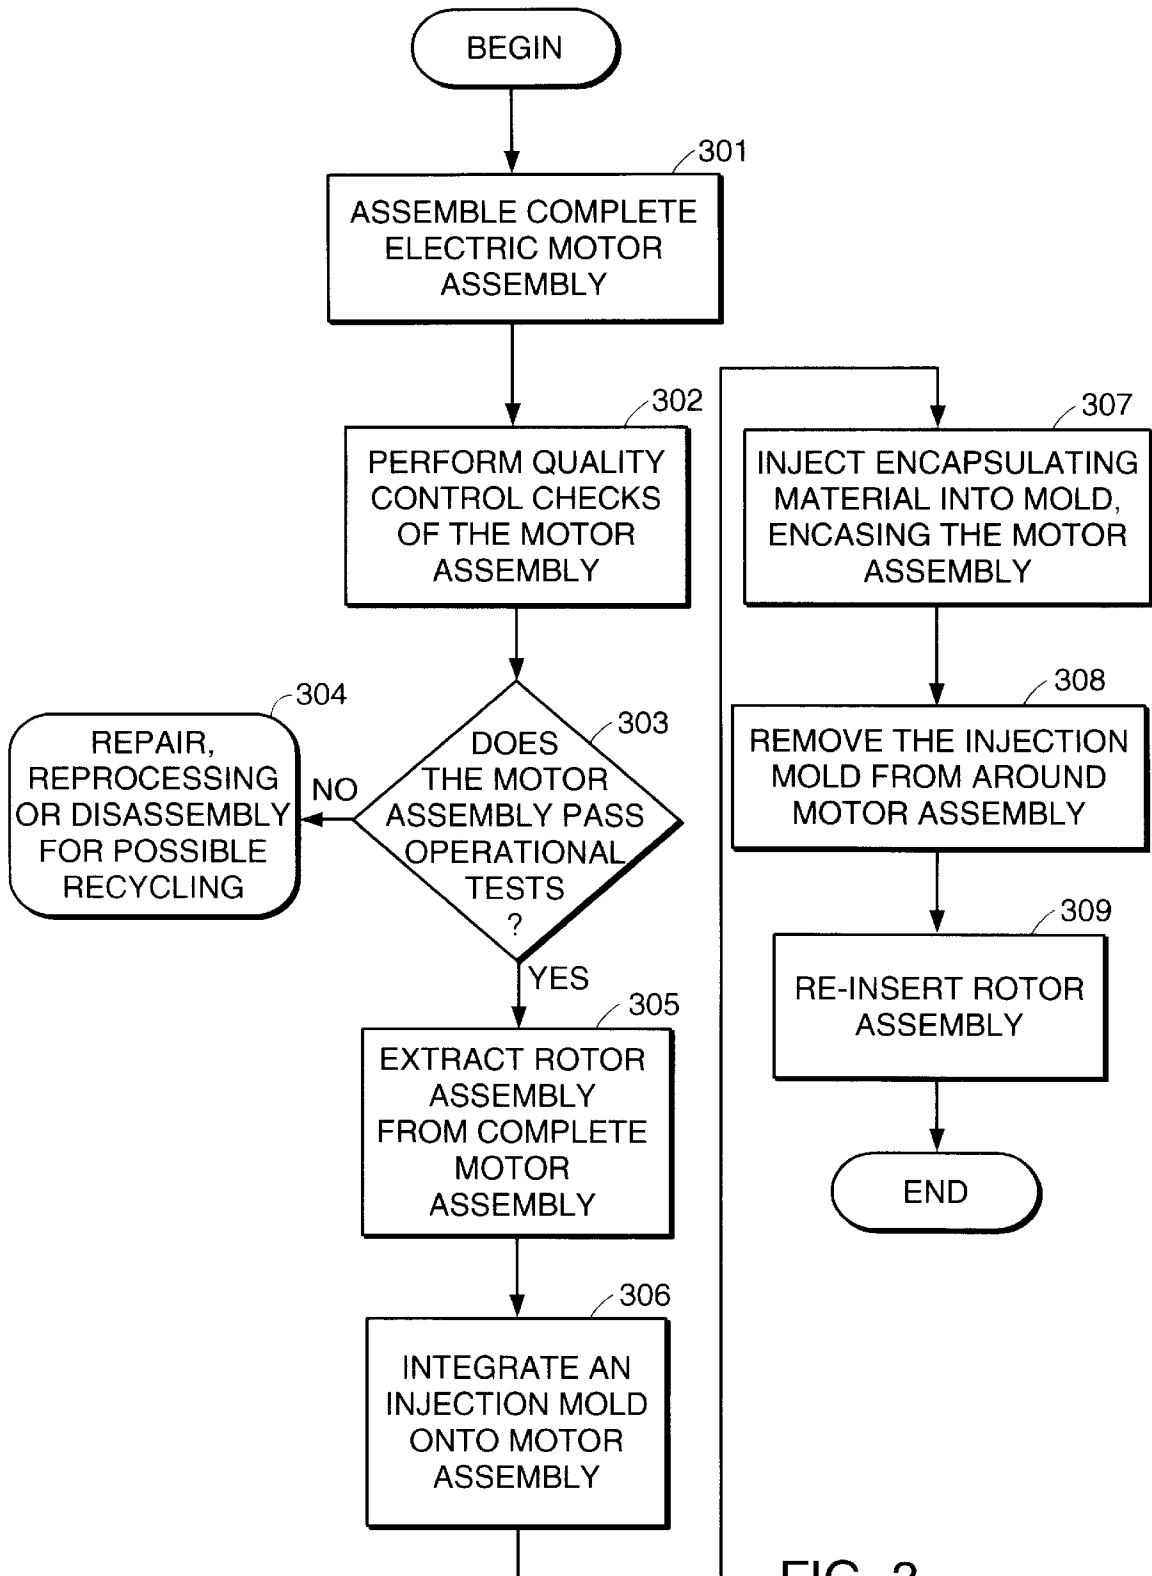 BEGIN
301
ASSEMBLE COMPLETE
ELECTRIC MOTOR
ASSEMBLY
302
PERFORM QUALITY
CONTROL CHECKS
OF THE MOTOR
ASSEMBLY
303
DOES
THE MOTOR
ASSEMBLY PASS
OPERATIONAL
TESTS
?
NO
304
REPAIR,
REPROCESSING
OR DISASSEMBLY
FOR POSSIBLE
RECYCLING
YES
305
EXTRACT ROTOR
ASSEMBLY
FROM COMPLETE
MOTOR
ASSEMBLY
306
INTEGRATE AN
INJECTION MOLD
ONTO MOTOR
ASSEMBLY
307
INJECT ENCAPSULATING
MATERIAL INTO MOLD,
ENCASING THE MOTOR
ASSEMBLY
308
REMOVE THE INJECTION
MOLD FROM AROUND
MOTOR ASSEMBLY
309
RE-INSERT ROTOR
ASSEMBLY
END
FIG.